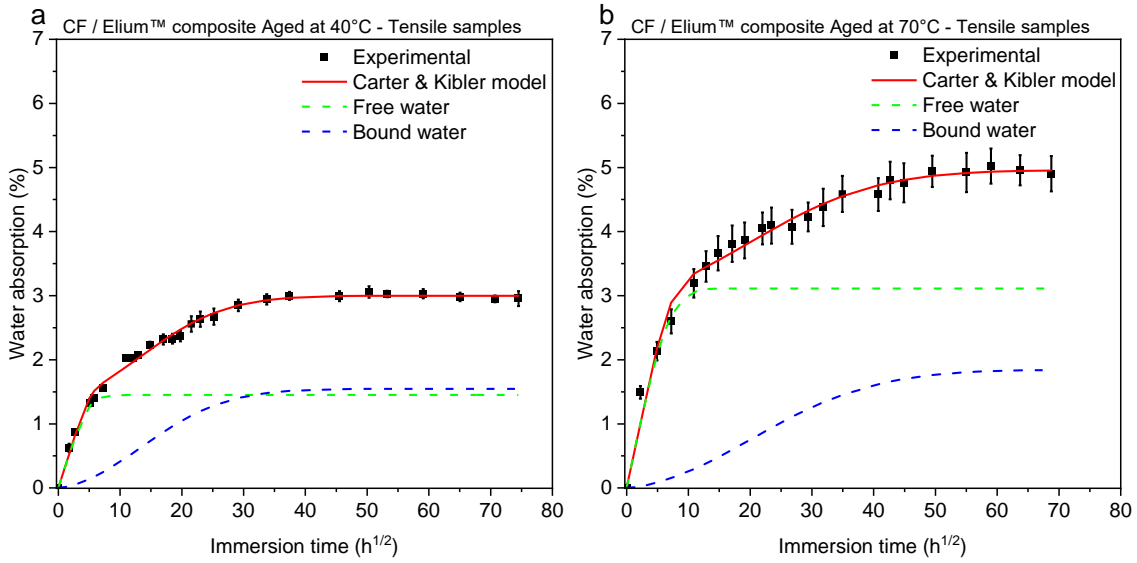 a
CF / Elium™ composite Aged at 40°C - Tensile samples
7
6
5
4
3
2
1
0
Water absorption (%)
Experimental
Carter & Kibler model
Free water
Bound water
0 10 20 30 40 50 60 70 80
Immersion time (h1/2)
b
CF / Elium™ composite Aged at 70°C - Tensile samples
7
6
5
4
3
2
1
0
Water absorption (%)
Experimental
Carter & Kibler model
Free water
Bound water
0 10 20 30 40 50 60 70 80
Immersion time (h1/2)